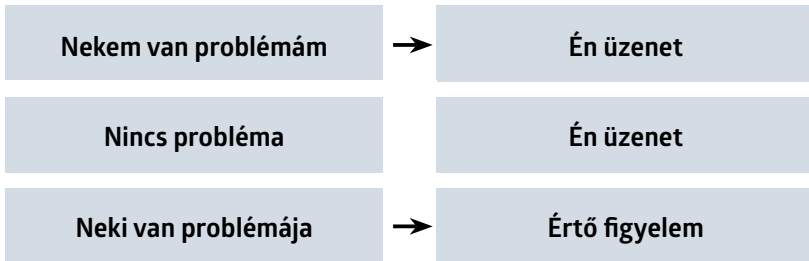 Nekem van problémám
Én üzenet
Nincs probléma
Én üzenet
Neki van problémája
Értő figyelem